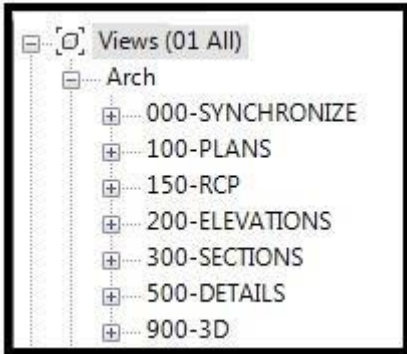 Views (01 All)
Arch
000-SYNCHRONIZE
100-PLANS
150-RCP
200-ELEVATIONS
300-SECTIONS
500-DETAILS
900-3D